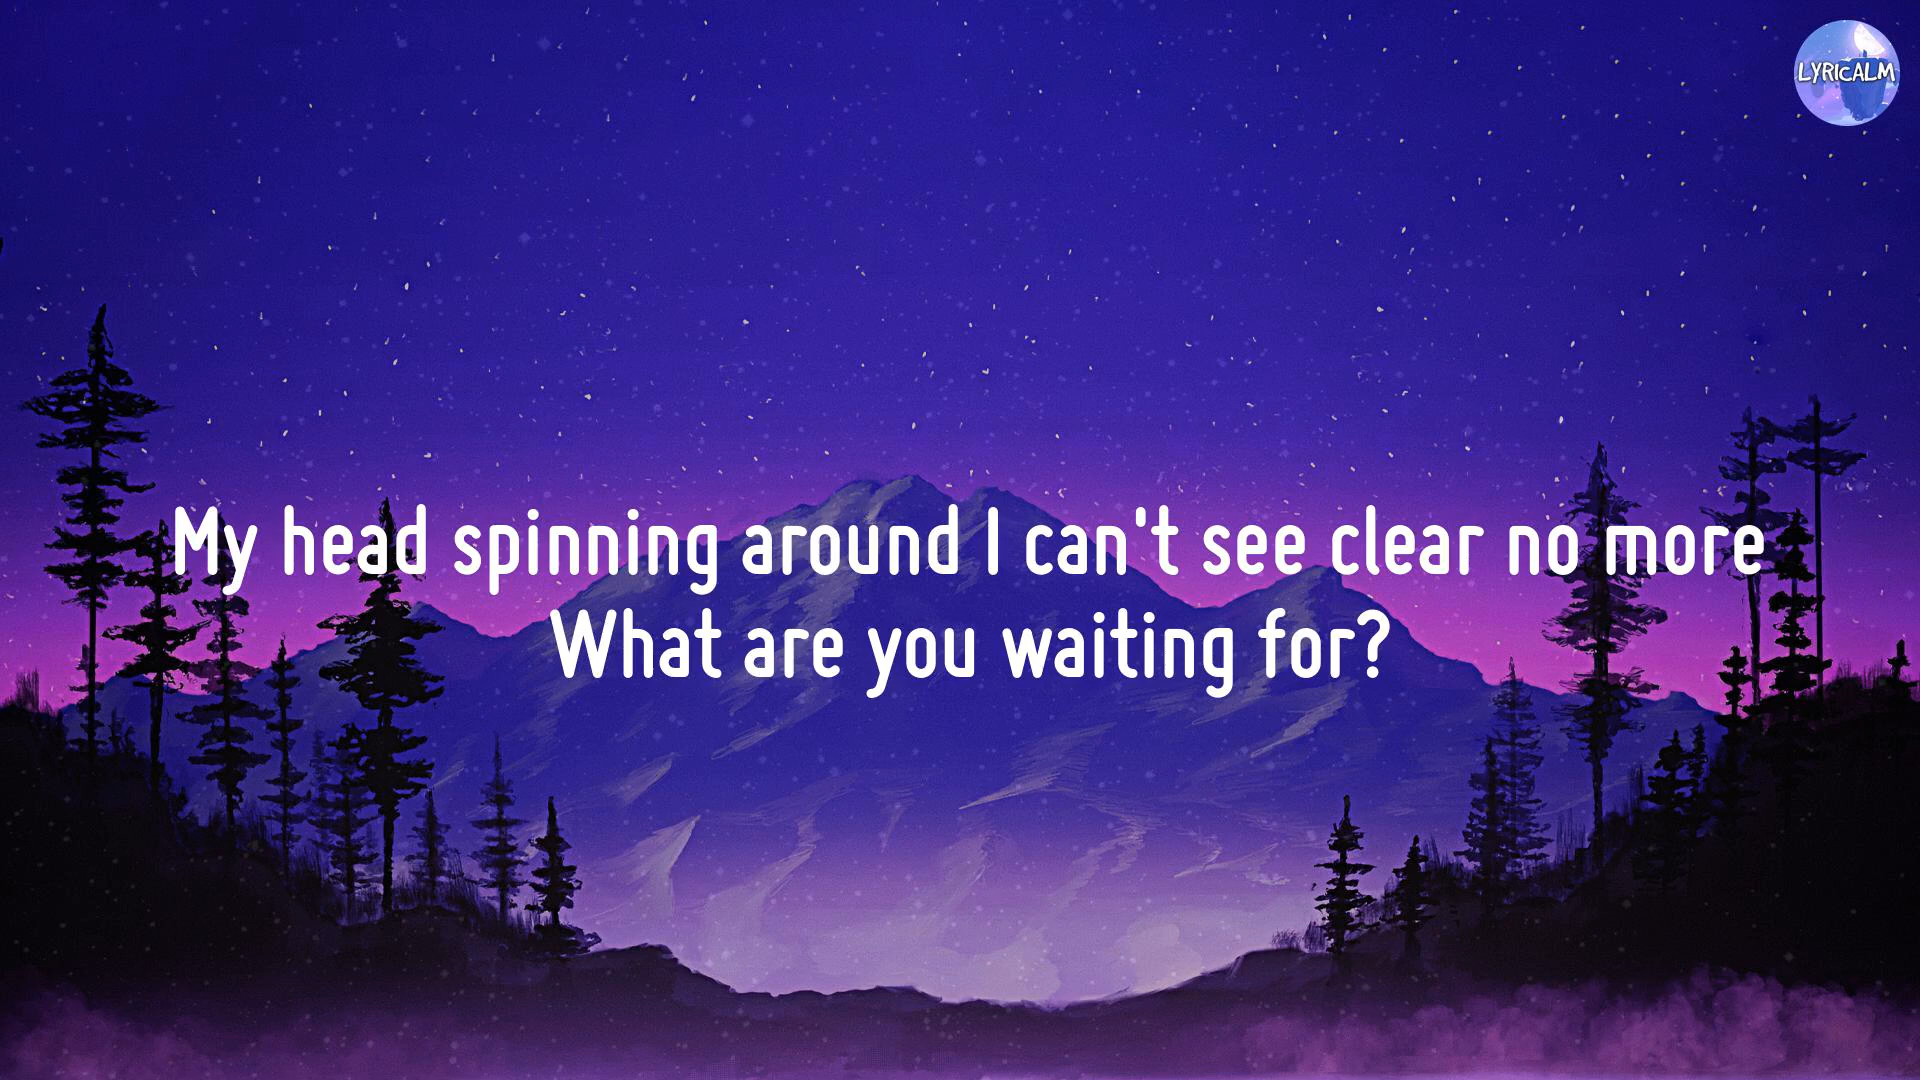 LYRICALM
My head spinning around I can't see clear no more
What are you waiting for?